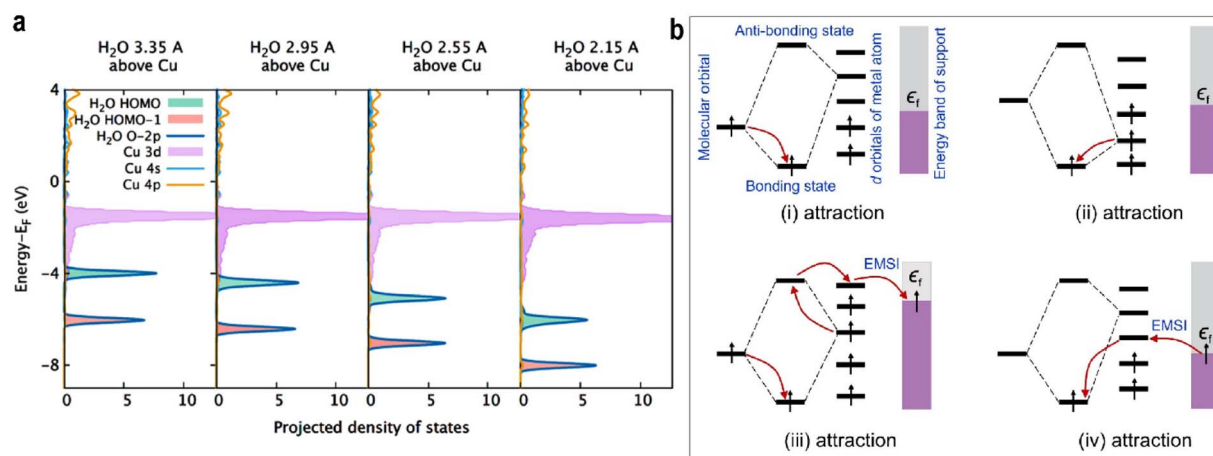 a
H₂O 3.35 A
above Cu
H₂O 2.95 A
above Cu
H₂O 2.55 A
above Cu
H₂O 2.15 A
above Cu
H₂O HOMO
H₂O HOMO-1
H₂O O-2p
Cu 3d
Cu 4s
Cu 4p
Energy-E_F (eV)
4
0
-4
-8
0 5 10
0 5 10
0 5 10
0 5 10
Projected density of states
b
Molecular orbital
Anti-bonding state
Bonding state
d orbitals of metal atom
Energy band of support
ϵf
(i) attraction
ϵf
(ii) attraction
EMSI
ϵf
(iii) attraction
EMSI
ϵf
(iv) attraction